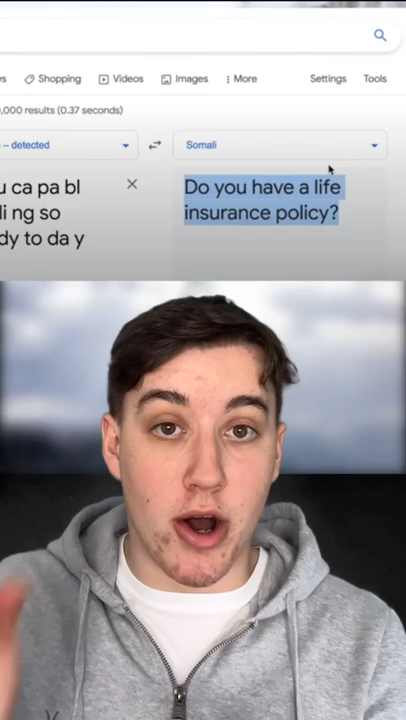 Shopping Videos Images More Settings Tools
,000 results (0.37 seconds)
– detected Somali
u ca pa bl
li ng so
dy to da y
Do you have a life
insurance policy?